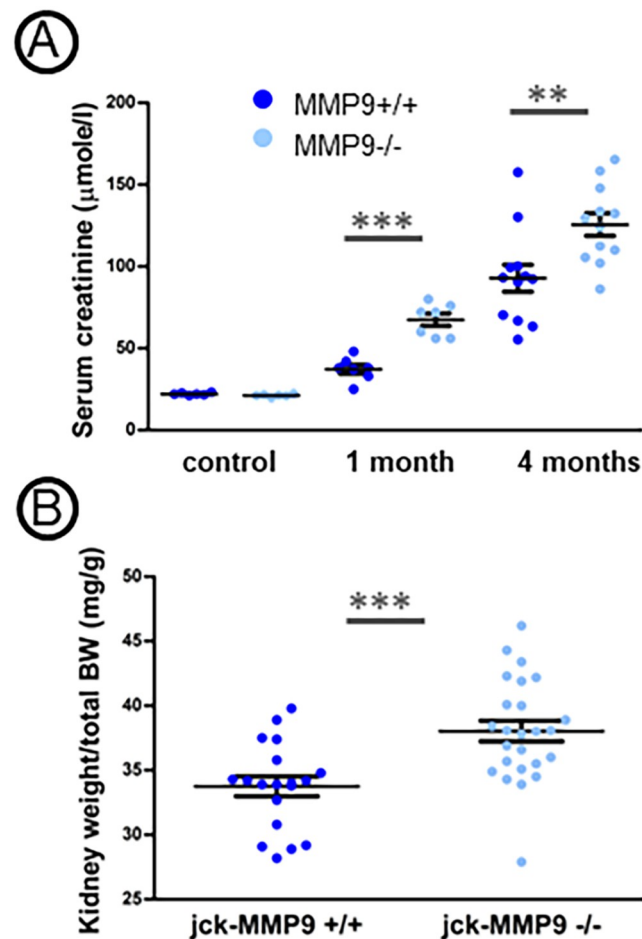 A
Serum creatinine (µmole/l)
200
150
100
50
0
MMP9+/+
MMP9-/-
***
**
control
1 month
4 months
B
Kidney weight/total BW (mg/g)
50
45
40
35
30
25
***
jck-MMP9 +/+
jck-MMP9 -/-